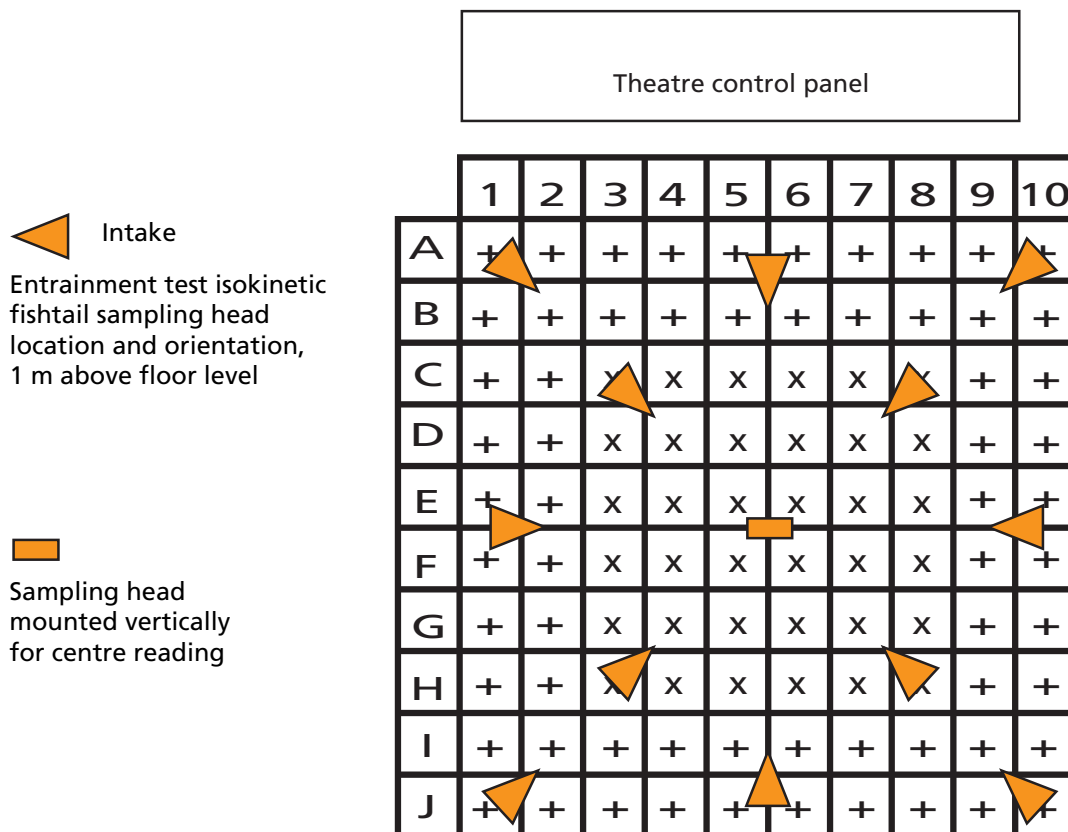 Theatre control panel
Intake
Entrainment test isokinetic
fishtail sampling head
location and orientation,
1 m above floor level
Sampling head
mounted vertically
for centre reading
1 2 3 4 5 6 7 8 9 10
A + + + + + + + + + +
B + + + + + + + + + +
C + + x x x x x x + +
D + + x x x x x x + +
E + + x x x x x x + +
F + + x x x x x x + +
G + + x x x x x x + +
H + + x x x x x x + +
I + + + + + + + + + +
J + + + + + + + + + +